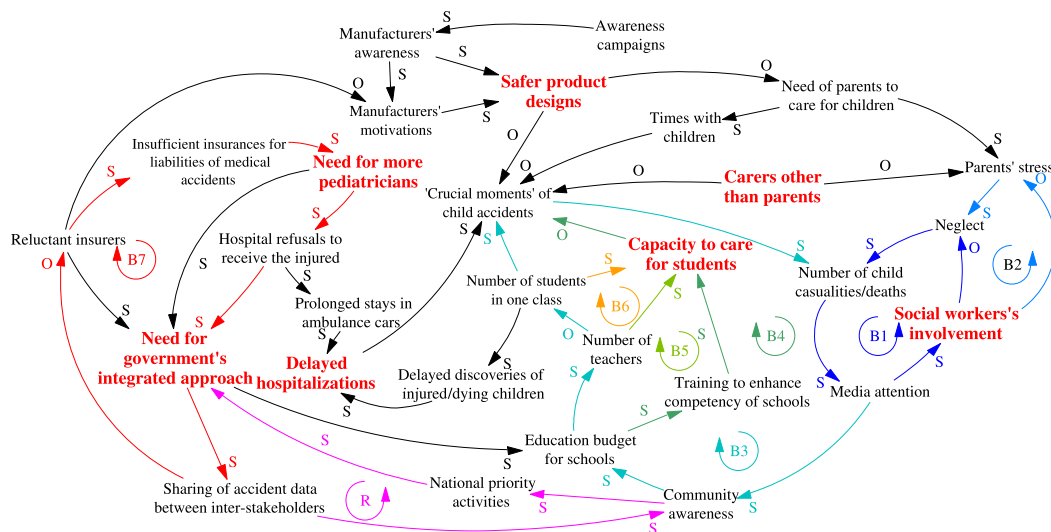 S
Manufacturers'
awareness
Awareness
campaigns
S
S
O
Safer product
designs
O
Need of parents to
care for children
Manufacturers'
motivations
S
Times with
children
S
Insufficient insurances for
liabilities of medical
accidents
S
Need for more
pediatricians
O
O
S
S
'Crucial moments' of
child accidents
O
Carers other
than parents
O
Parents' stress
O
S
S
Reluctant insurers
O
B7
S
Hospital refusals to
receive the injured
S
S
O
Capacity to care
for students
S
Neglect
S
O
B2
S
Prolonged stays in
ambulance cars
Number of students
in one class
S
B6
S
S
Number of child
casualities/deaths
Social workers's
involvement
S
S
Need for
government's
integrated approach
S
Delayed
hospitalizations
O
Number of
teachers
B5
S
B4
B1
S
S
S
Delayed discoveries of
injured/dying children
S
Training to enhance
competency of schools
S
Media attention
S
S
S
Education budget
for schools
S
B3
S
S
Sharing of accident data
between inter-stakeholders
R
National priority
activities
S
S
Community
awareness
S
S